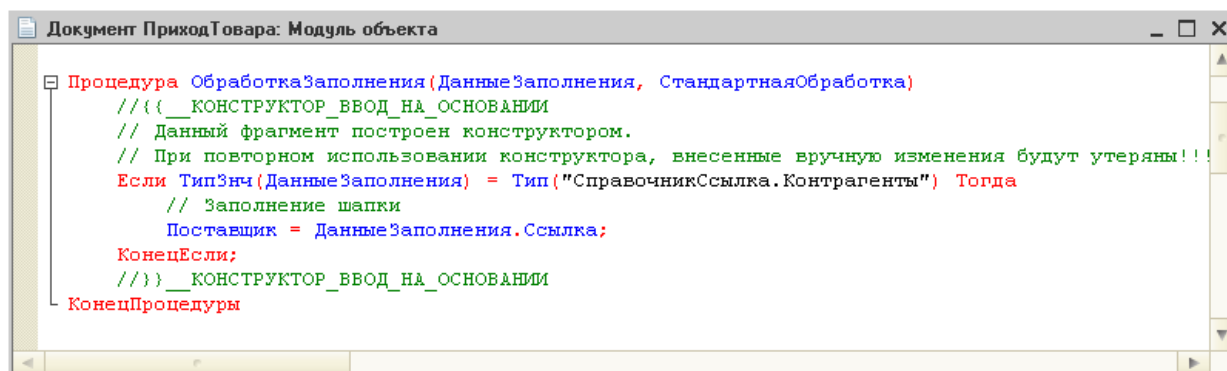 Документ ПриходТовара: Модуль объекта
Процедура ОбработкаЗаполнения(ДанныеЗаполнения, СтандартнаяОбработка)
//{{__КОНСТРУКТОР_ВВОД_НА_ОСНОВАНИИ
// Данный фрагмент построен конструктором.
// При повторном использовании конструктора, внесенные вручную изменения будут утеряны!!!
Если ТипЗнч(ДанныеЗаполнения) = Тип("СправочникСсылка.Контрагенты") Тогда
// Заполнение шапки
Поставщик = ДанныеЗаполнения.Ссылка;
КонецЕсли;
//}}__КОНСТРУКТОР_ВВОД_НА_ОСНОВАНИИ
КонецПроцедуры